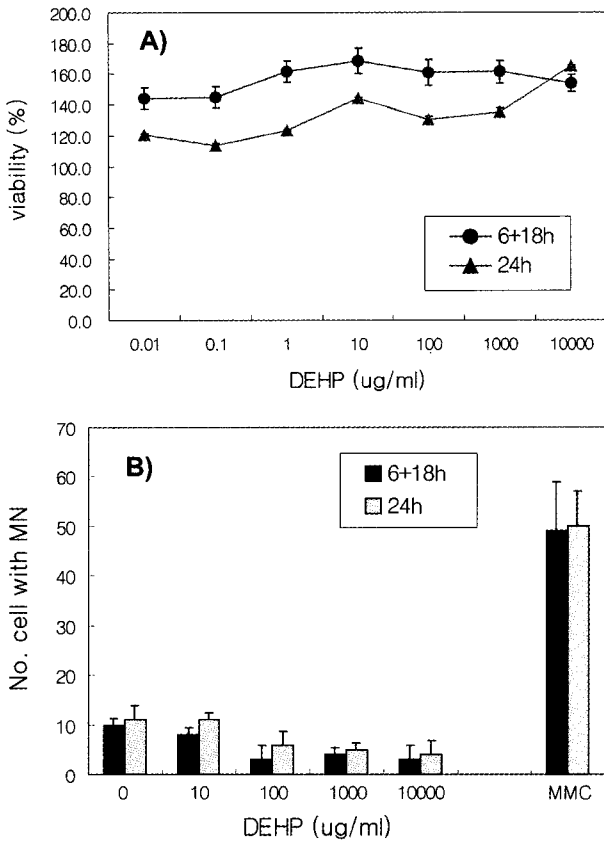 A)
viability (%)
200.0
180.0
160.0
140.0
120.0
100.0
80.0
60.0
40.0
20.0
0.0
6+18h
24h
0.01 0.1 1 10 100 1000 10000
DEHP (ug/ml)
B)
No. cell with MN
70
60
50
40
30
20
10
0
6+18h
24h
0 10 100 1000 10000 MMC
DEHP (ug/ml)